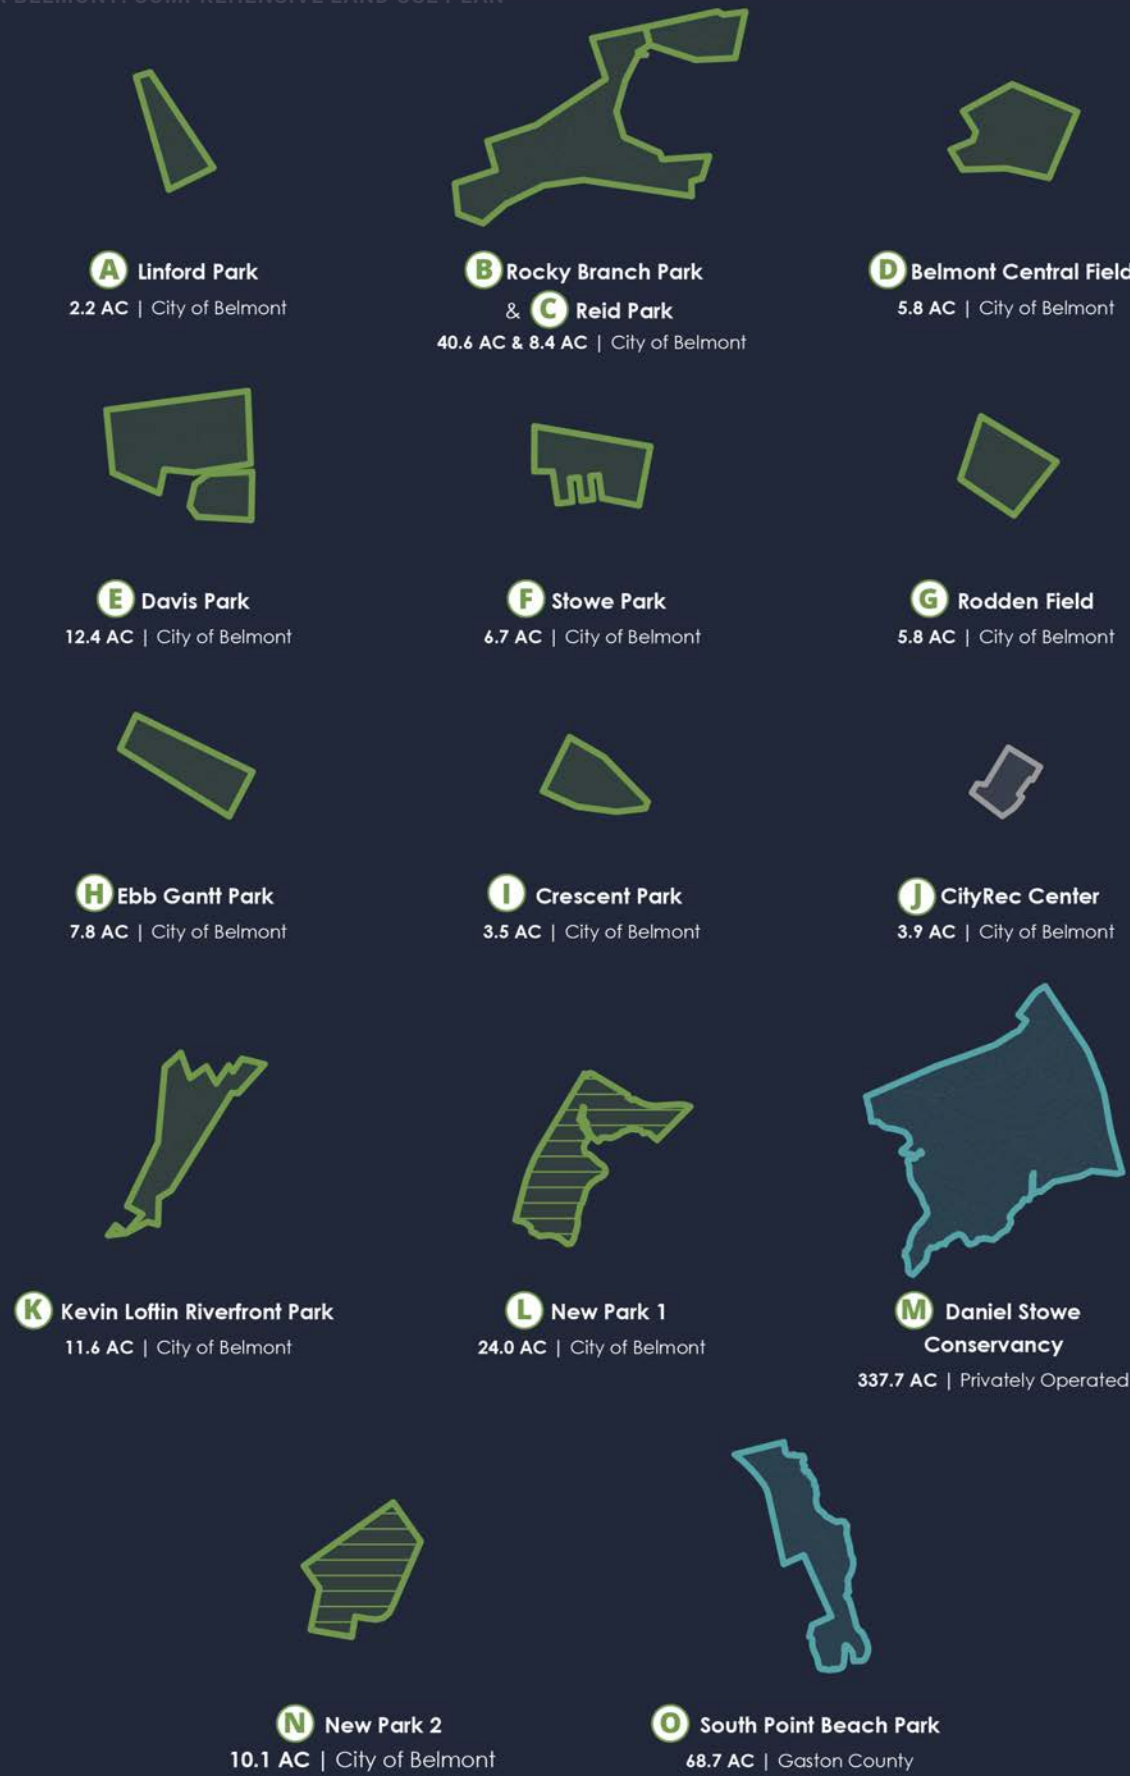 BELMONT: COMPREHENSIVE LAND USE PLAN
A Linford Park
2.2 AC | City of Belmont
B Rocky Branch Park
& C Reid Park
40.6 AC & 8.4 AC | City of Belmont
D Belmont Central Field
5.8 AC | City of Belmont
E Davis Park
12.4 AC | City of Belmont
F Stowe Park
6.7 AC | City of Belmont
G Rodden Field
5.8 AC | City of Belmont
H Ebb Gantt Park
7.8 AC | City of Belmont
I Crescent Park
3.5 AC | City of Belmont
J CityRec Center
3.9 AC | City of Belmont
K Kevin Loftin Riverfront Park
11.6 AC | City of Belmont
L New Park 1
24.0 AC | City of Belmont
M Daniel Stowe
Conservancy
337.7 AC | Privately Operated
N New Park 2
10.1 AC | City of Belmont
O South Point Beach Park
68.7 AC | Gaston County